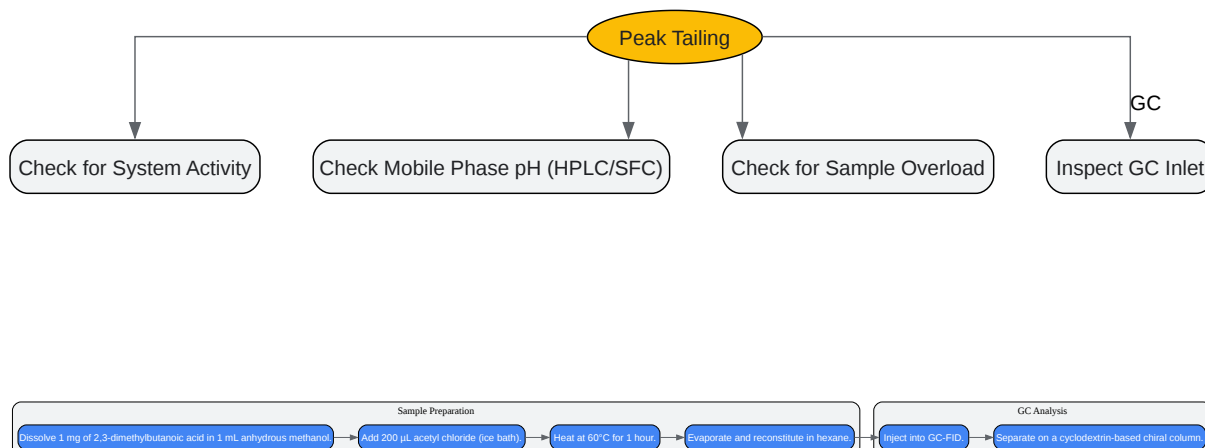 Peak Tailing
GC
Check for System Activity
Check Mobile Phase pH (HPLC/SFC)
Check for Sample Overload
Inspect GC Inlet
Sample Preparation
GC Analysis
Dissolve 1 mg of 2,3-dimethylbutanoic acid in 1 mL anhydrous methanol.
Add 200 µL acetyl chloride (ice bath).
Heat at 60°C for 1 hour.
Evaporate and reconstitute in hexane.
Inject into GC-FID.
Separate on a cyclodextrin-based chiral column.